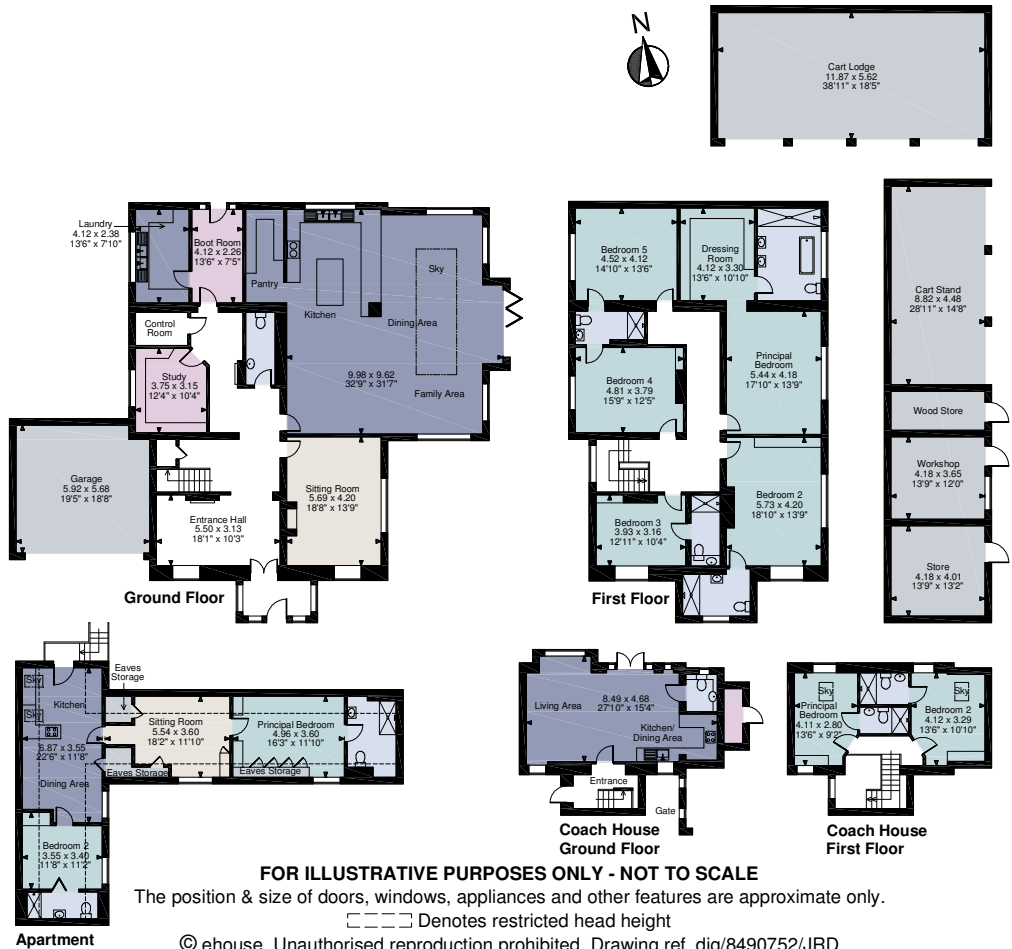 N
Cart Lodge
11.87 x 5.62
38'11" x 18'5"
Laundry
4.12 x 2.38
13'6" x 7'10"
Boot Room
4.12 x 2.26
13'6" x 7'5"
Pantry
Kitchen
Sky
Dining Area
Control
Room
Study
3.75 x 3.15
12'4" x 10'4"
9.98 x 9.62
32'9" x 31'7"
Family Area
Garage
5.92 x 5.68
19'5" x 18'8"
Sitting Room
5.69 x 4.20
18'8" x 13'9"
Entrance Hall
5.50 x 3.13
18'1" x 10'3"
Ground Floor
Bedroom 5
4.52 x 4.12
14'10" x 13'6"
Dressing
Room
4.12 x 3.30
13'6" x 10'10"
Bedroom 4
4.81 x 3.79
15'9" x 12'5"
Principal
Bedroom
5.44 x 4.18
17'10" x 13'9"
Bedroom 3
3.93 x 3.16
12'11" x 10'4"
Bedroom 2
5.73 x 4.20
18'10" x 13'9"
First Floor
Cart Stand
8.82 x 4.48
28'11" x 14'8"
Wood Store
Workshop
4.18 x 3.65
13'9" x 12'0"
Store
4.18 x 4.01
13'9" x 13'2"
Eaves
Storage
Sky
Kitchen
Sky
6.87 x 3.55
22'6" x 11'8"
Dining Area
Eaves Storage
Sitting Room
5.54 x 3.60
18'2" x 11'10"
Principal Bedroom
4.96 x 3.60
16'3" x 11'10"
Eaves Storage
Bedroom 2
3.55 x 3.40
11'8" x 11'2"
Apartment
Living Area
8.49 x 4.68
27'10" x 15'4"
Kitchen/
Dining Area
Entrance
Gate
Coach House
Ground Floor
Sky
Principal
Bedroom
4.11 x 2.80
13'6" x 9'2"
Sky
Bedroom 2
4.12 x 3.29
13'6" x 10'10"
Coach House
First Floor
FOR ILLUSTRATIVE PURPOSES ONLY - NOT TO SCALE
The position & size of doors, windows, appliances and other features are approximate only.
Denotes restricted head height
© ehouse. Unauthorised reproduction prohibited. Drawing ref. dig/8490752/JRD